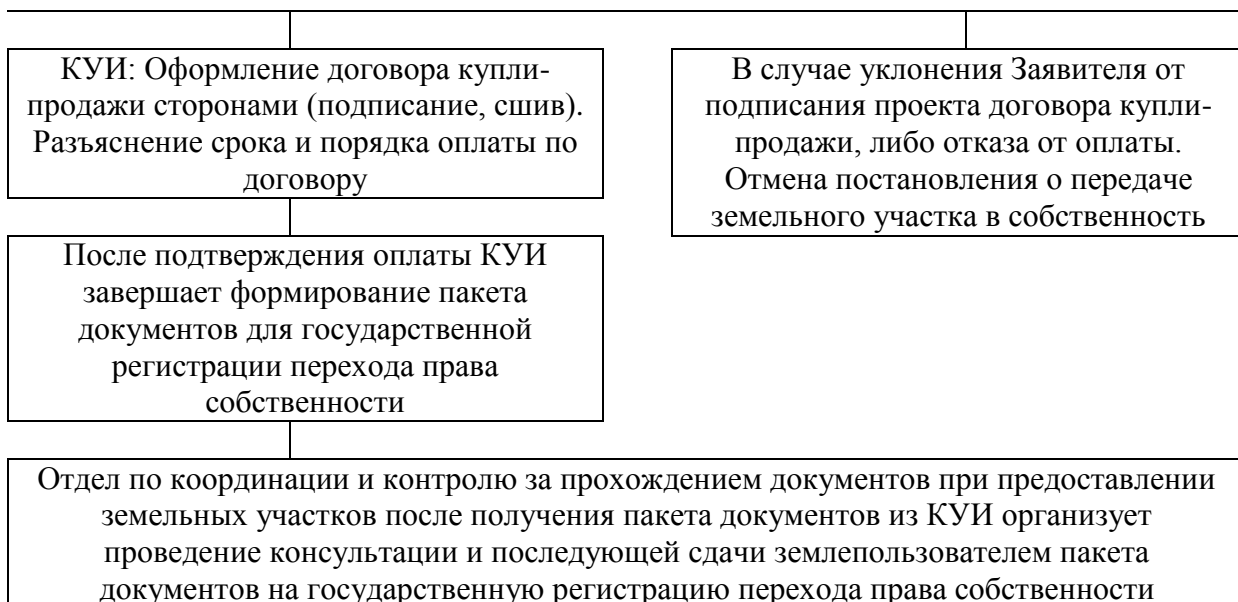 КУИ: Оформление договора купли-
продажи сторонами (подписание, сшив).
Разъяснение срока и порядка оплаты по
договору
В случае уклонения Заявителя от
подписания проекта договора купли-
продажи, либо отказа от оплаты.
Отмена постановления о передаче
земельного участка в собственность
После подтверждения оплаты КУИ
завершает формирование пакета
документов для государственной
регистрации перехода права
собственности
Отдел по координации и контролю за прохождением документов при предоставлении
земельных участков после получения пакета документов из КУИ организует
проведение консультации и последующей сдачи землепользователем пакета
документов на государственную регистрацию перехода права собственности